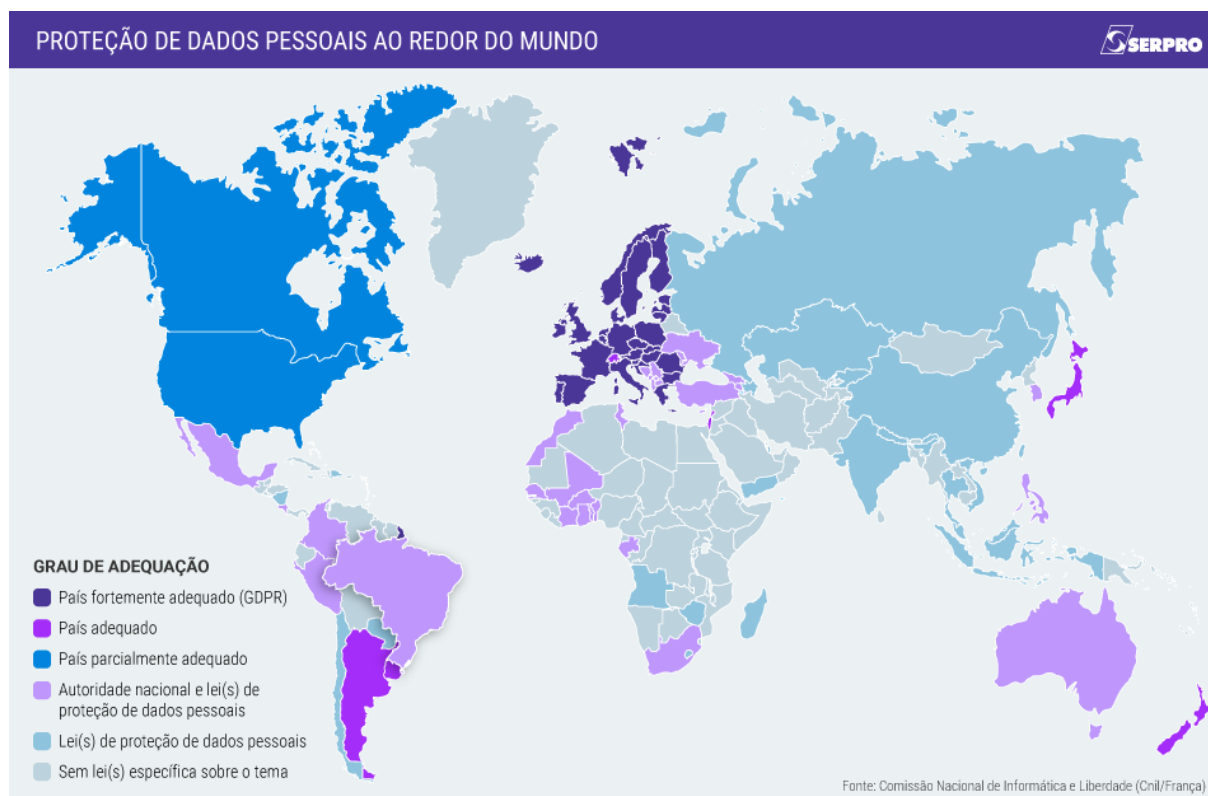 PROTEÇÃO DE DADOS PESSOAIS AO REDOR DO MUNDO
SERPRO
GRAU DE ADEQUAÇÃO
País fortemente adequado (GDPR)
País adequado
País parcialmente adequado
Autoridade nacional e lei(s) de
proteção de dados pessoais
Lei(s) de proteção de dados pessoais
Sem lei(s) específica sobre o tema
Fonte: Comissão Nacional de Informática e Liberdade (Cnil/França)